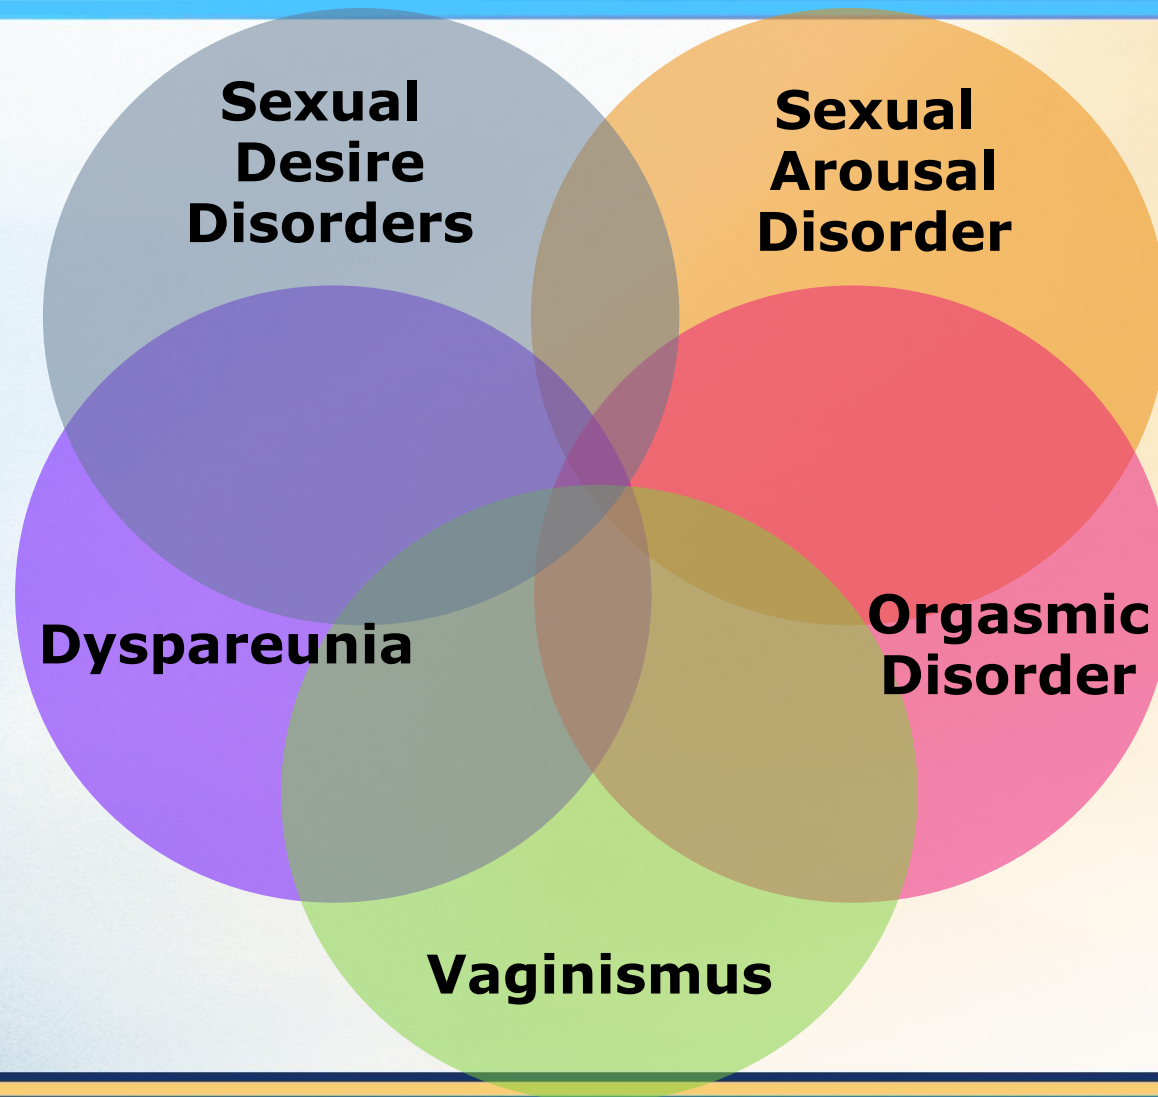 Sexual
Desire
Disorders
Sexual
Arousal
Disorder
Dyspareunia
Orgasmic
Disorder
Vaginismus